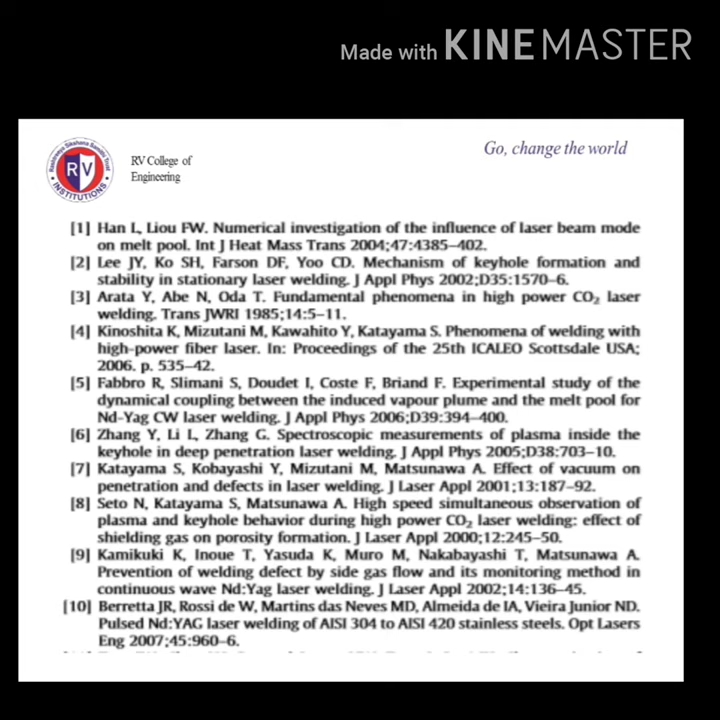 Made with KINEMASTER
Go, change the world
Rashtreeya Sikshana Samithi Trust
RV
INSTITUTIONS
RV College of
Engineering
[1] Han L, Liou FW. Numerical investigation of the influence of laser beam mode
on melt pool. Int J Heat Mass Trans 2004;47:4385–402.
[2] Lee JY, Ko SH, Farson DF, Yoo CD. Mechanism of keyhole formation and
stability in stationary laser welding. J Appl Phys 2002;D35:1570–6.
[3] Arata Y, Abe N, Oda T. Fundamental phenomena in high power CO₂ laser
welding. Trans JWRI 1985;14:5–11.
[4] Kinoshita K, Mizutani M, Kawahito Y, Katayama S. Phenomena of welding with
high-power fiber laser. In: Proceedings of the 25th ICALEO Scottsdale USA;
2006. p. 535–42.
[5] Fabbro R, Slimani S, Doudet I, Coste F, Briand F. Experimental study of the
dynamical coupling between the induced vapour plume and the melt pool for
Nd-Yag CW laser welding. J Appl Phys 2006;D39:394–400.
[6] Zhang Y, Li L, Zhang G. Spectroscopic measurements of plasma inside the
keyhole in deep penetration laser welding. J Appl Phys 2005;D38:703–10.
[7] Katayama S, Kobayashi Y, Mizutani M, Matsunawa A. Effect of vacuum on
penetration and defects in laser welding. J Laser Appl 2001;13:187–92.
[8] Seto N, Katayama S, Matsunawa A. High speed simultaneous observation of
plasma and keyhole behavior during high power CO₂ laser welding: effect of
shielding gas on porosity formation. J Laser Appl 2000;12:245–50.
[9] Kamikuki K, Inoue T, Yasuda K, Muro M, Nakabayashi T, Matsunawa A.
Prevention of welding defect by side gas flow and its monitoring method in
continuous wave Nd:Yag laser welding. J Laser Appl 2002;14:136–45.
[10] Berretta JR, Rossi de W, Martins das Neves MD, Almeida de IA, Vieira Junior ND.
Pulsed Nd:YAG laser welding of AISI 304 to AISI 420 stainless steels. Opt Lasers
Eng 2007;45:960–6.